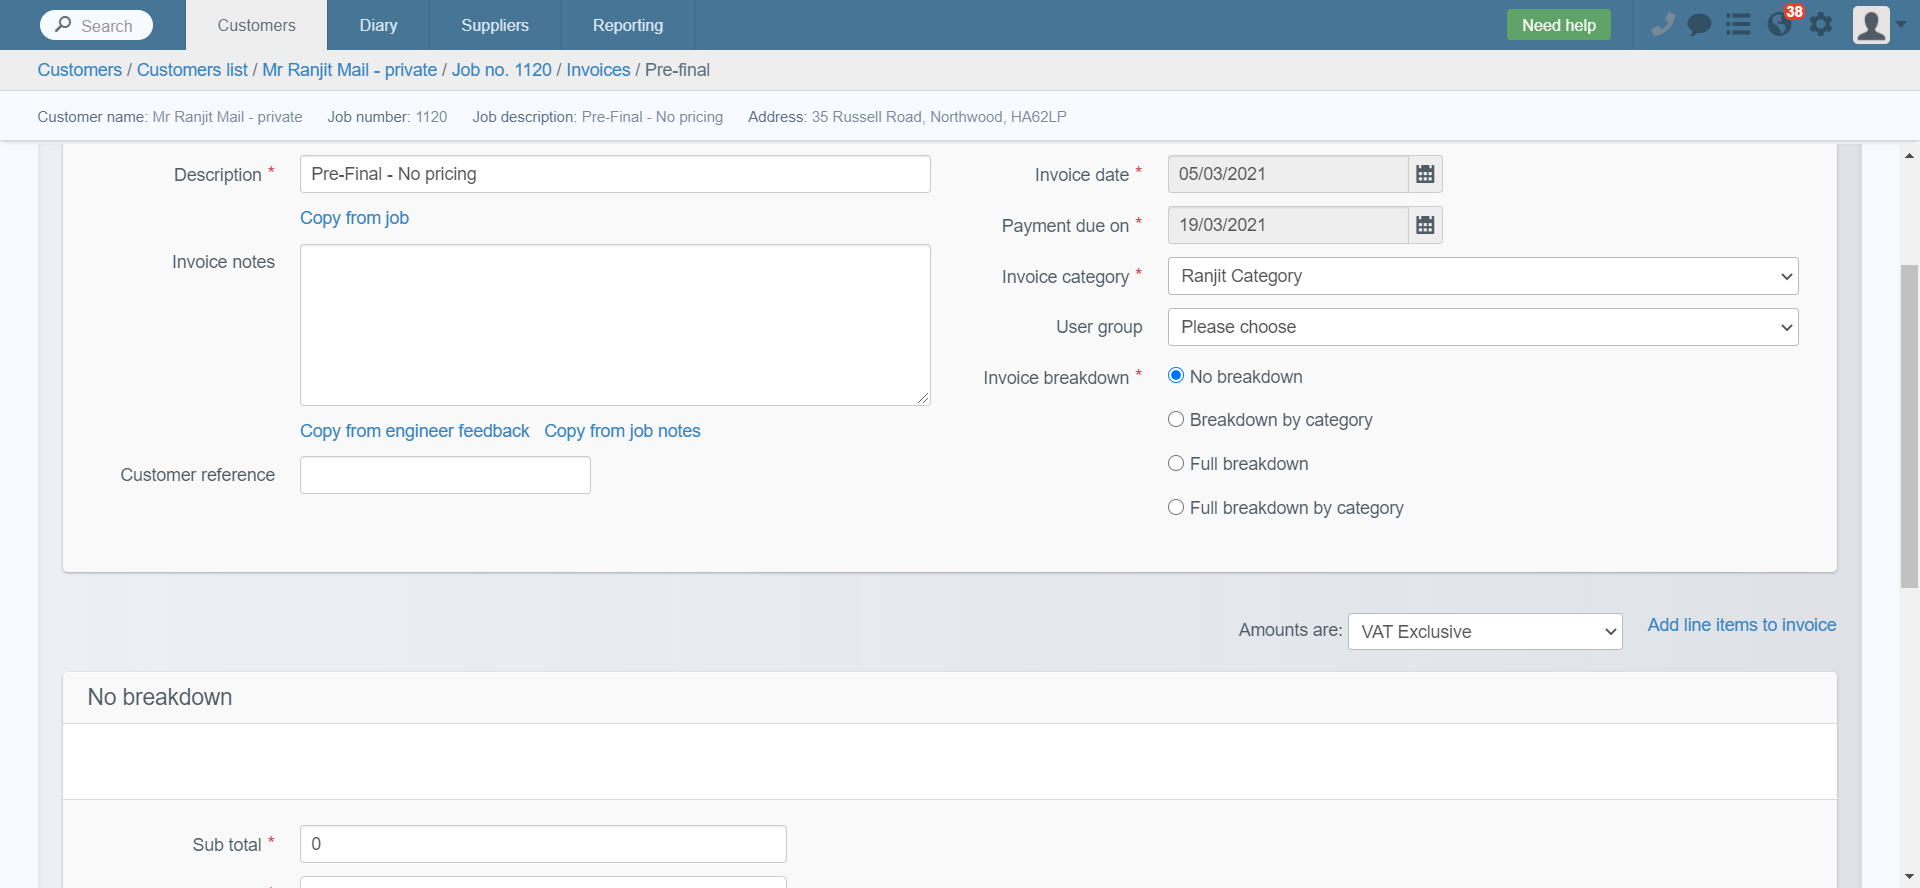 Search
Customers
Diary
Suppliers
Reporting
Need help
38
Customers / Customers list / Mr Ranjit Mail - private / Job no. 1120 / Invoices / Pre-final
Customer name: Mr Ranjit Mail - private Job number: 1120 Job description: Pre-Final - No pricing Address: 35 Russell Road, Northwood, HA62LP
Description * Pre-Final - No pricing
Copy from job
Invoice notes
Copy from engineer feedback Copy from job notes
Customer reference
Invoice date * 05/03/2021
Payment due on * 19/03/2021
Invoice category * Ranjit Category
User group Please choose
Invoice breakdown * No breakdown
Breakdown by category
Full breakdown
Full breakdown by category
Amounts are: VAT Exclusive Add line items to invoice
No breakdown
Sub total * 0